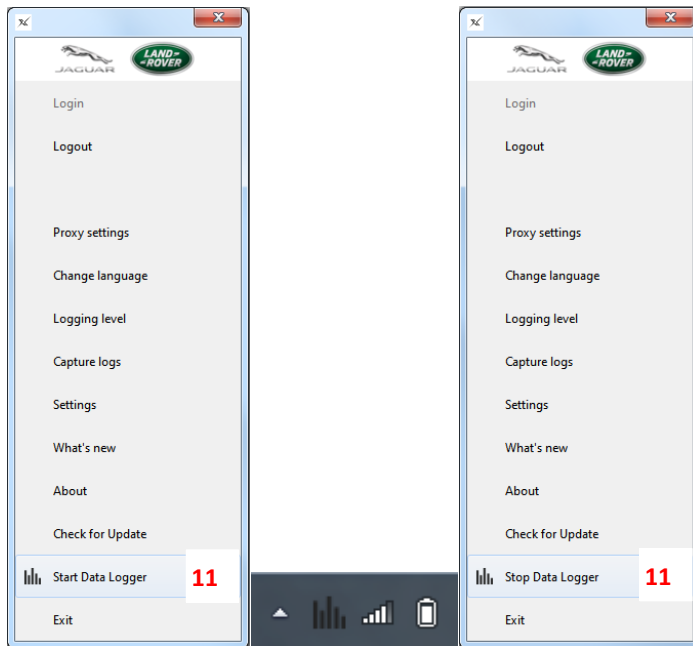 JAGUAR
LAND-
-ROVER
Login
Logout
Proxy settings
Change language
Logging level
Capture logs
Settings
What's new
About
Check for Update
Start Data Logger
11
Exit
JAGUAR
LAND-
-ROVER
Login
Logout
Proxy settings
Change language
Logging level
Capture logs
Settings
What's new
About
Check for Update
Stop Data Logger
11
Exit